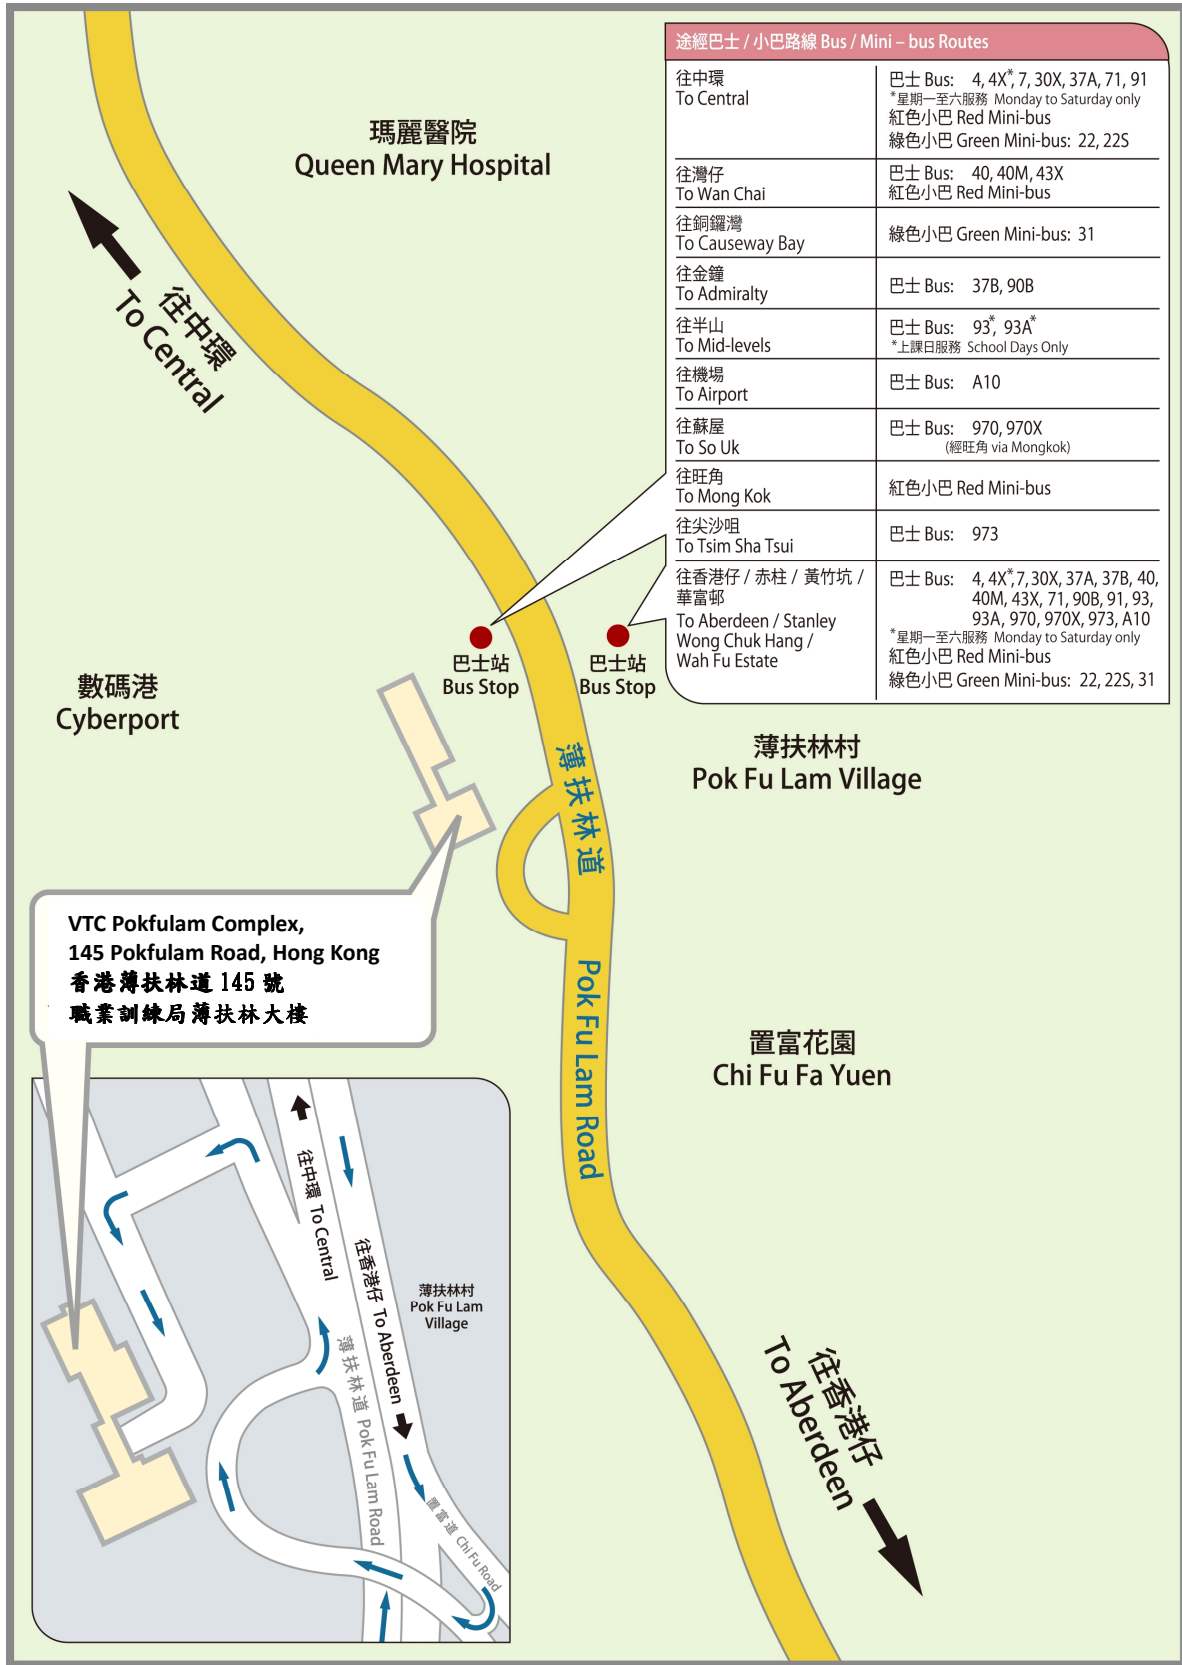 途經巴士 / 小巴路線 Bus / Mini – bus Routes
往中環
To Central
巴士 Bus: 4, 4X*, 7, 30X, 37A, 71, 91
*星期一至六服務 Monday to Saturday only
紅色小巴 Red Mini-bus
綠色小巴 Green Mini-bus: 22, 22S
往灣仔
To Wan Chai
巴士 Bus: 40, 40M, 43X
紅色小巴 Red Mini-bus
往銅鑼灣
To Causeway Bay
綠色小巴 Green Mini-bus: 31
往金鐘
To Admiralty
巴士 Bus: 37B, 90B
往半山
To Mid-levels
巴士 Bus: 93*, 93A*
*上課日服務 School Days Only
往機場
To Airport
巴士 Bus: A10
往蘇屋
To So Uk
巴士 Bus: 970, 970X
(經旺角 via Mongkok)
往旺角
To Mong Kok
紅色小巴 Red Mini-bus
往尖沙咀
To Tsim Sha Tsui
巴士 Bus: 973
往香港仔 / 赤柱 / 黃竹坑 /
華富邨
To Aberdeen / Stanley
Wong Chuk Hang /
Wah Fu Estate
巴士 Bus: 4, 4X*, 7, 30X, 37A, 37B, 40,
40M, 43X, 71, 90B, 91, 93,
93A, 970, 970X, 973, A10
*星期一至六服務 Monday to Saturday only
紅色小巴 Red Mini-bus
綠色小巴 Green Mini-bus: 22, 22S, 31
瑪麗醫院
Queen Mary Hospital
往中環
To Central
巴士站
Bus Stop
巴士站
Bus Stop
數碼港
Cyberport
薄扶林村
Pok Fu Lam Village
薄扶林道
Pok Fu Lam Road
VTC Pokfulam Complex,
145 Pokfulam Road, Hong Kong
香港薄扶林道 145 號
職業訓練局薄扶林大樓
置富花園
Chi Fu Fa Yuen
往中環 To Central
往香港仔 To Aberdeen
薄扶林村
Pok Fu Lam
Village
薄扶林道 Pok Fu Lam Road
置富道 Chi Fu Road
往香港仔
To Aberdeen